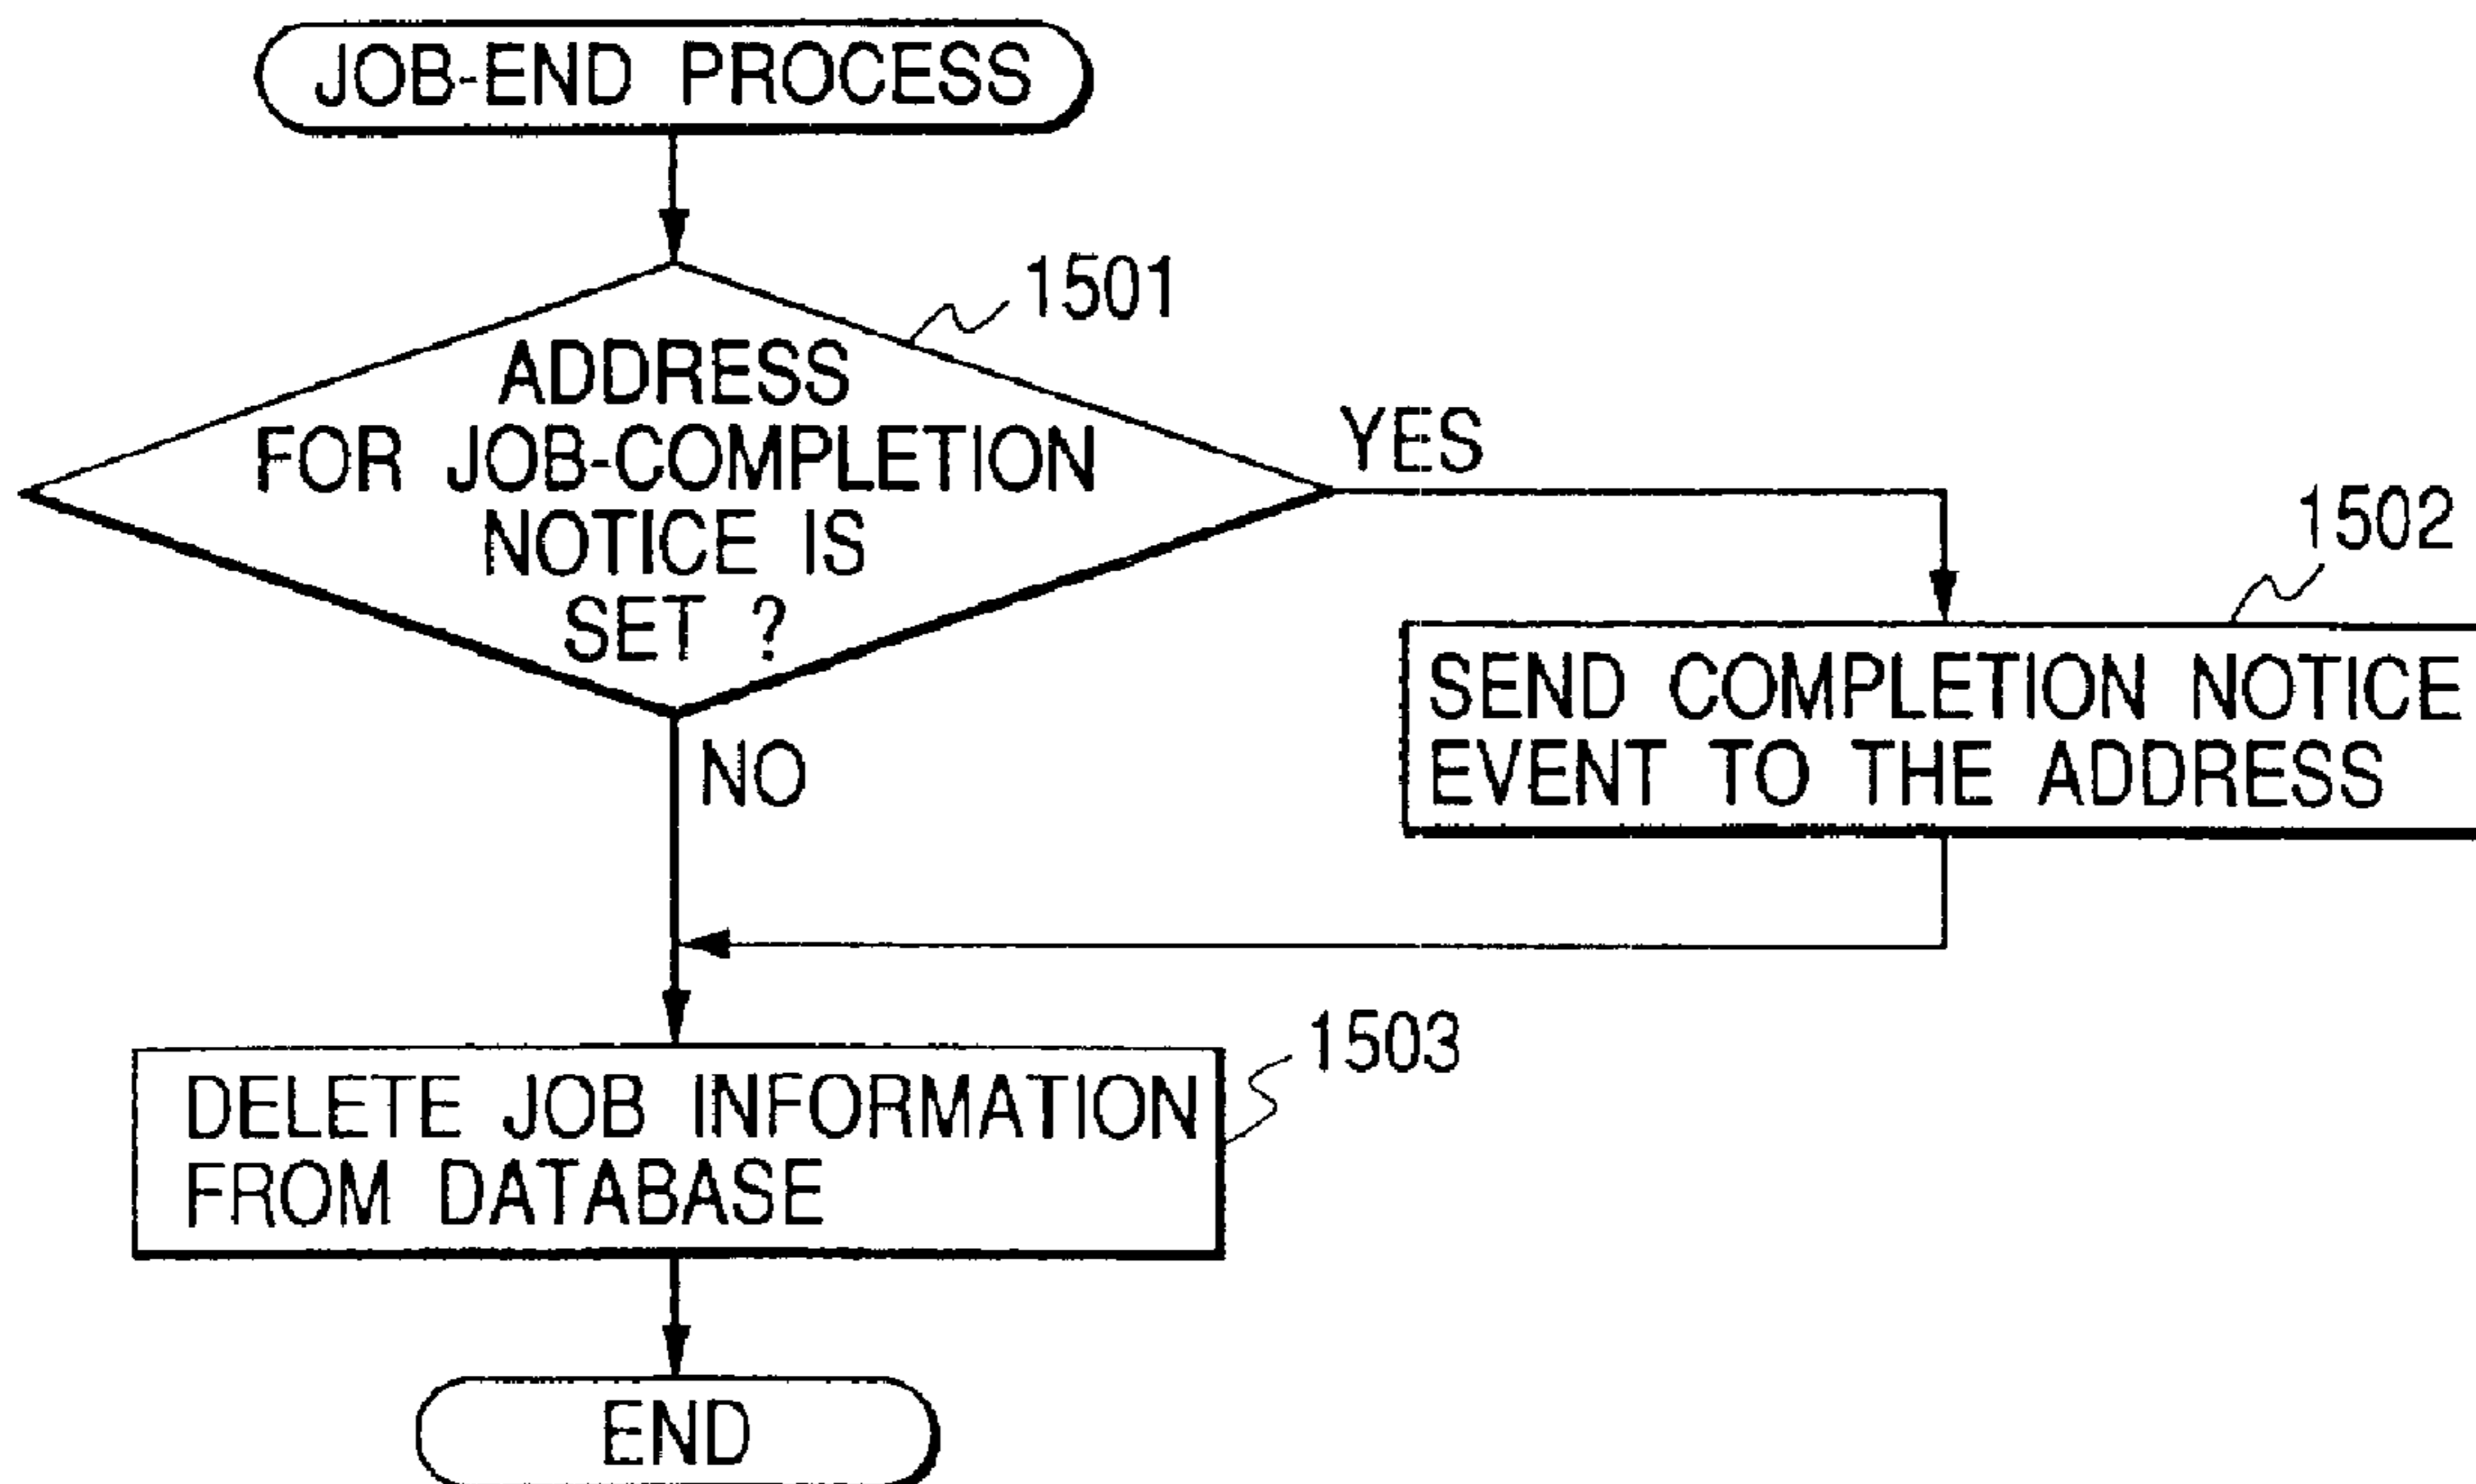 JOB-END PROCESS
1501
ADDRESS
FOR JOB-COMPLETION
NOTICE IS
SET ?
YES
1502
SEND COMPLETION NOTICE
EVENT TO THE ADDRESS
NO
1503
DELETE JOB INFORMATION
FROM DATABASE
END